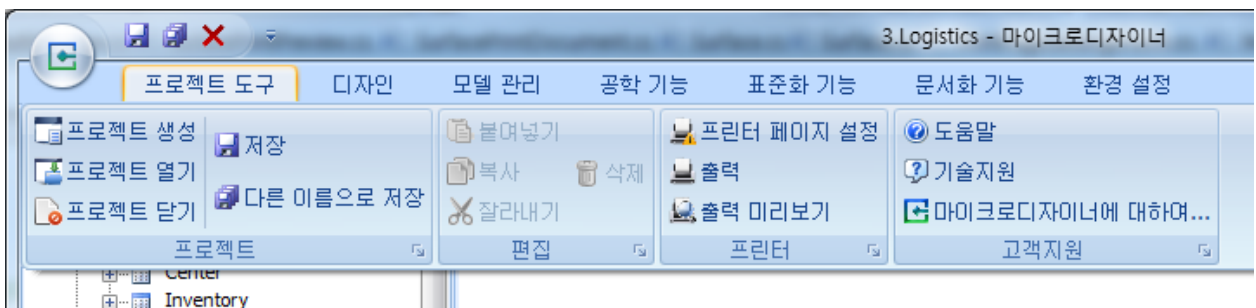 3.Logistics - 마이크로디자이너
프로젝트 도구 디자인 모델 관리 공학 기능 표준화 기능 문서화 기능 환경 설정
프로젝트 생성
프로젝트 열기
프로젝트 닫기
저장
다른 이름으로 저장
프로젝트
붙여넣기
복사
잘라내기
삭제
편집
프린터 페이지 설정
출력
출력 미리보기
프린터
도움말
기술지원
마이크로디자이너에 대하여...
고객지원
Center
Inventory